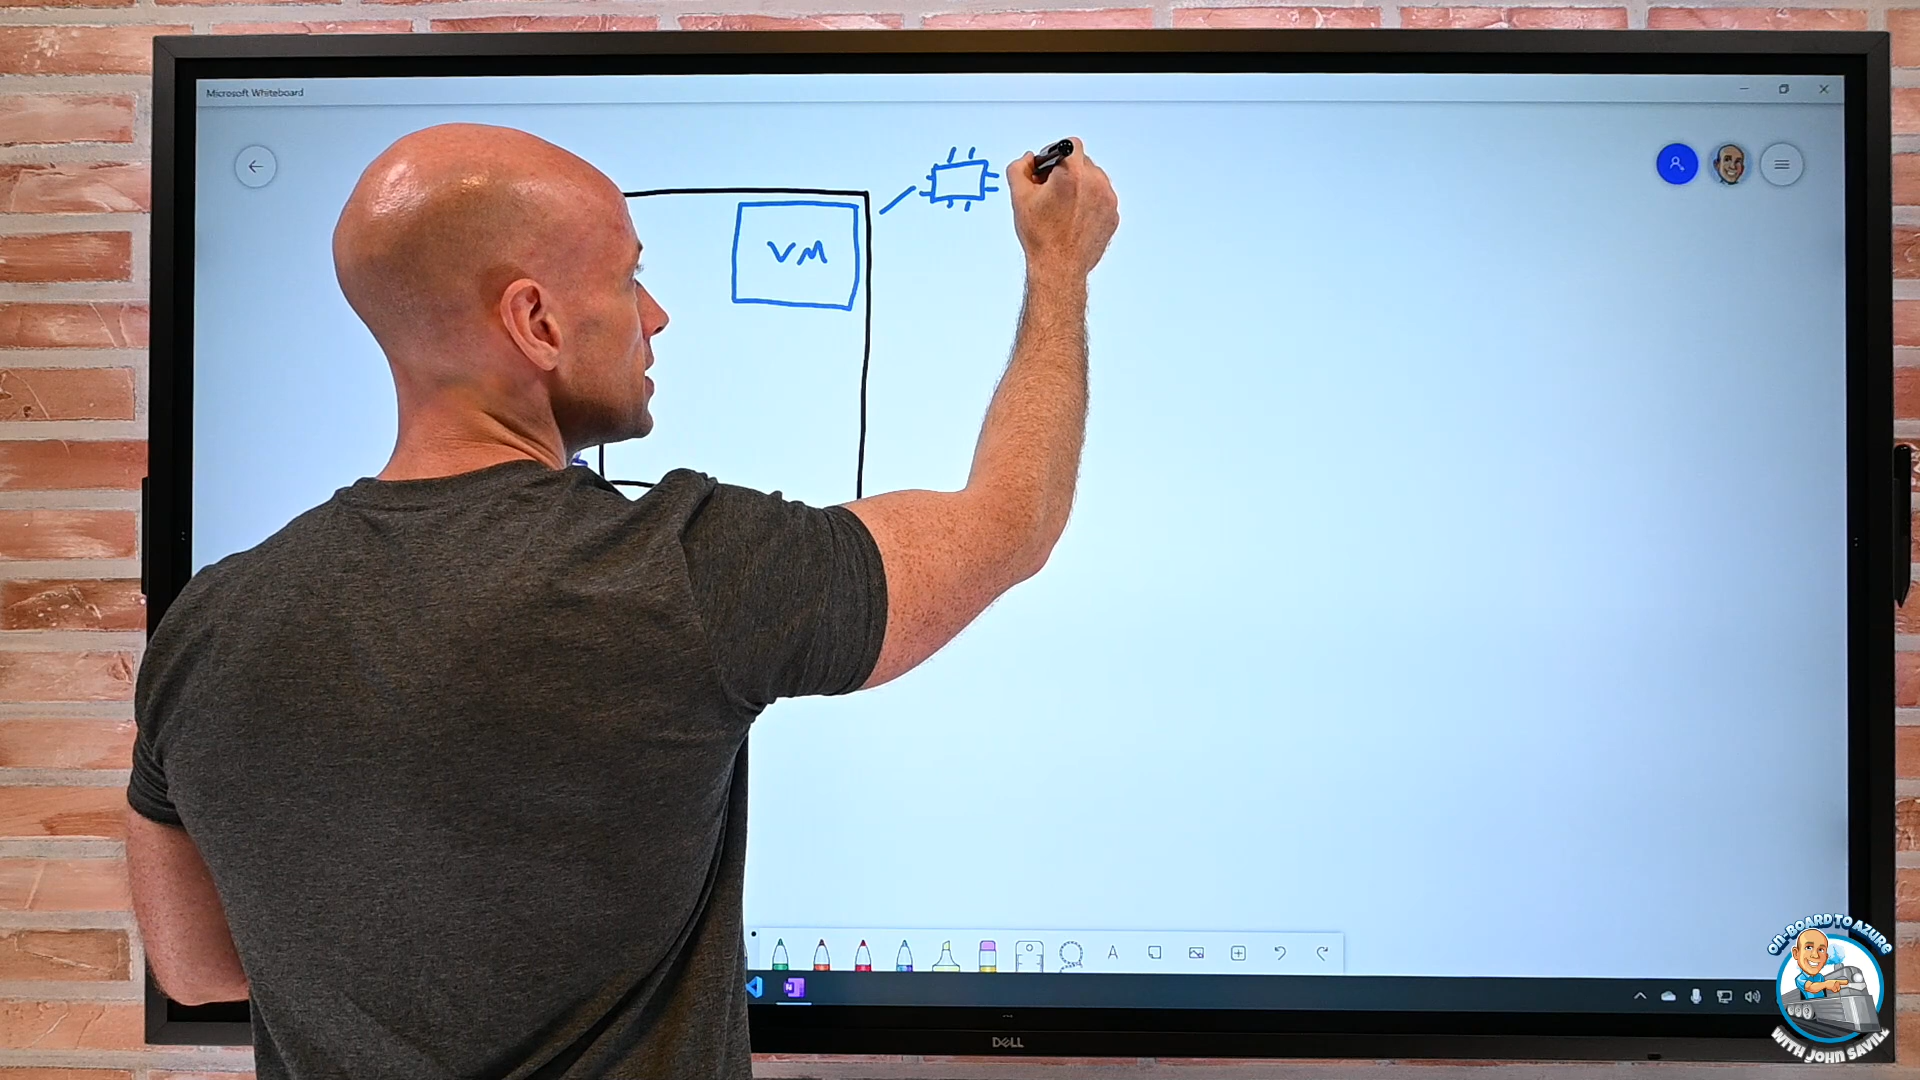 Microsoft Whiteboard
VM
A
N
DELL
ON-BOARD TO AZURE
WITH JOHN SAVILL